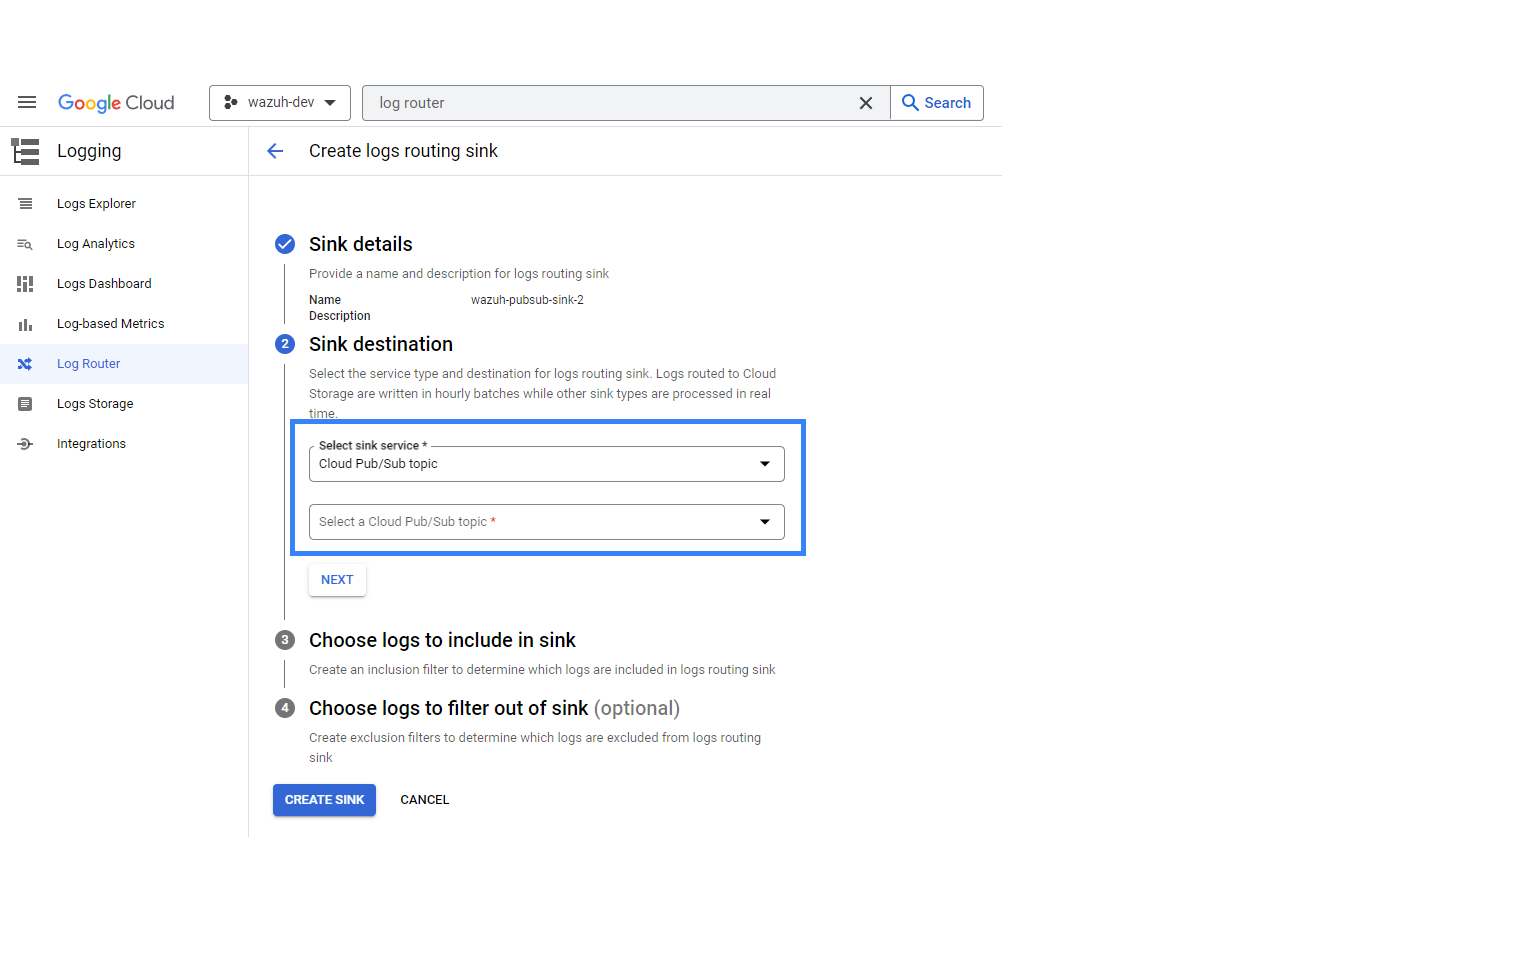 Google Cloud
wazuh-dev
log router
Search
Logging
Create logs routing sink
Logs Explorer
Log Analytics
Logs Dashboard
Log-based Metrics
Log Router
Logs Storage
Integrations
Sink details
Provide a name and description for logs routing sink
Name wazuh-pubsub-sink-2
Description
2 Sink destination
Select the service type and destination for logs routing sink. Logs routed to Cloud
Storage are written in hourly batches while other sink types are processed in real
time.
Select sink service *
Cloud Pub/Sub topic
Select a Cloud Pub/Sub topic *
NEXT
3 Choose logs to include in sink
Create an inclusion filter to determine which logs are included in logs routing sink
4 Choose logs to filter out of sink (optional)
Create exclusion filters to determine which logs are excluded from logs routing
sink
CREATE SINK CANCEL